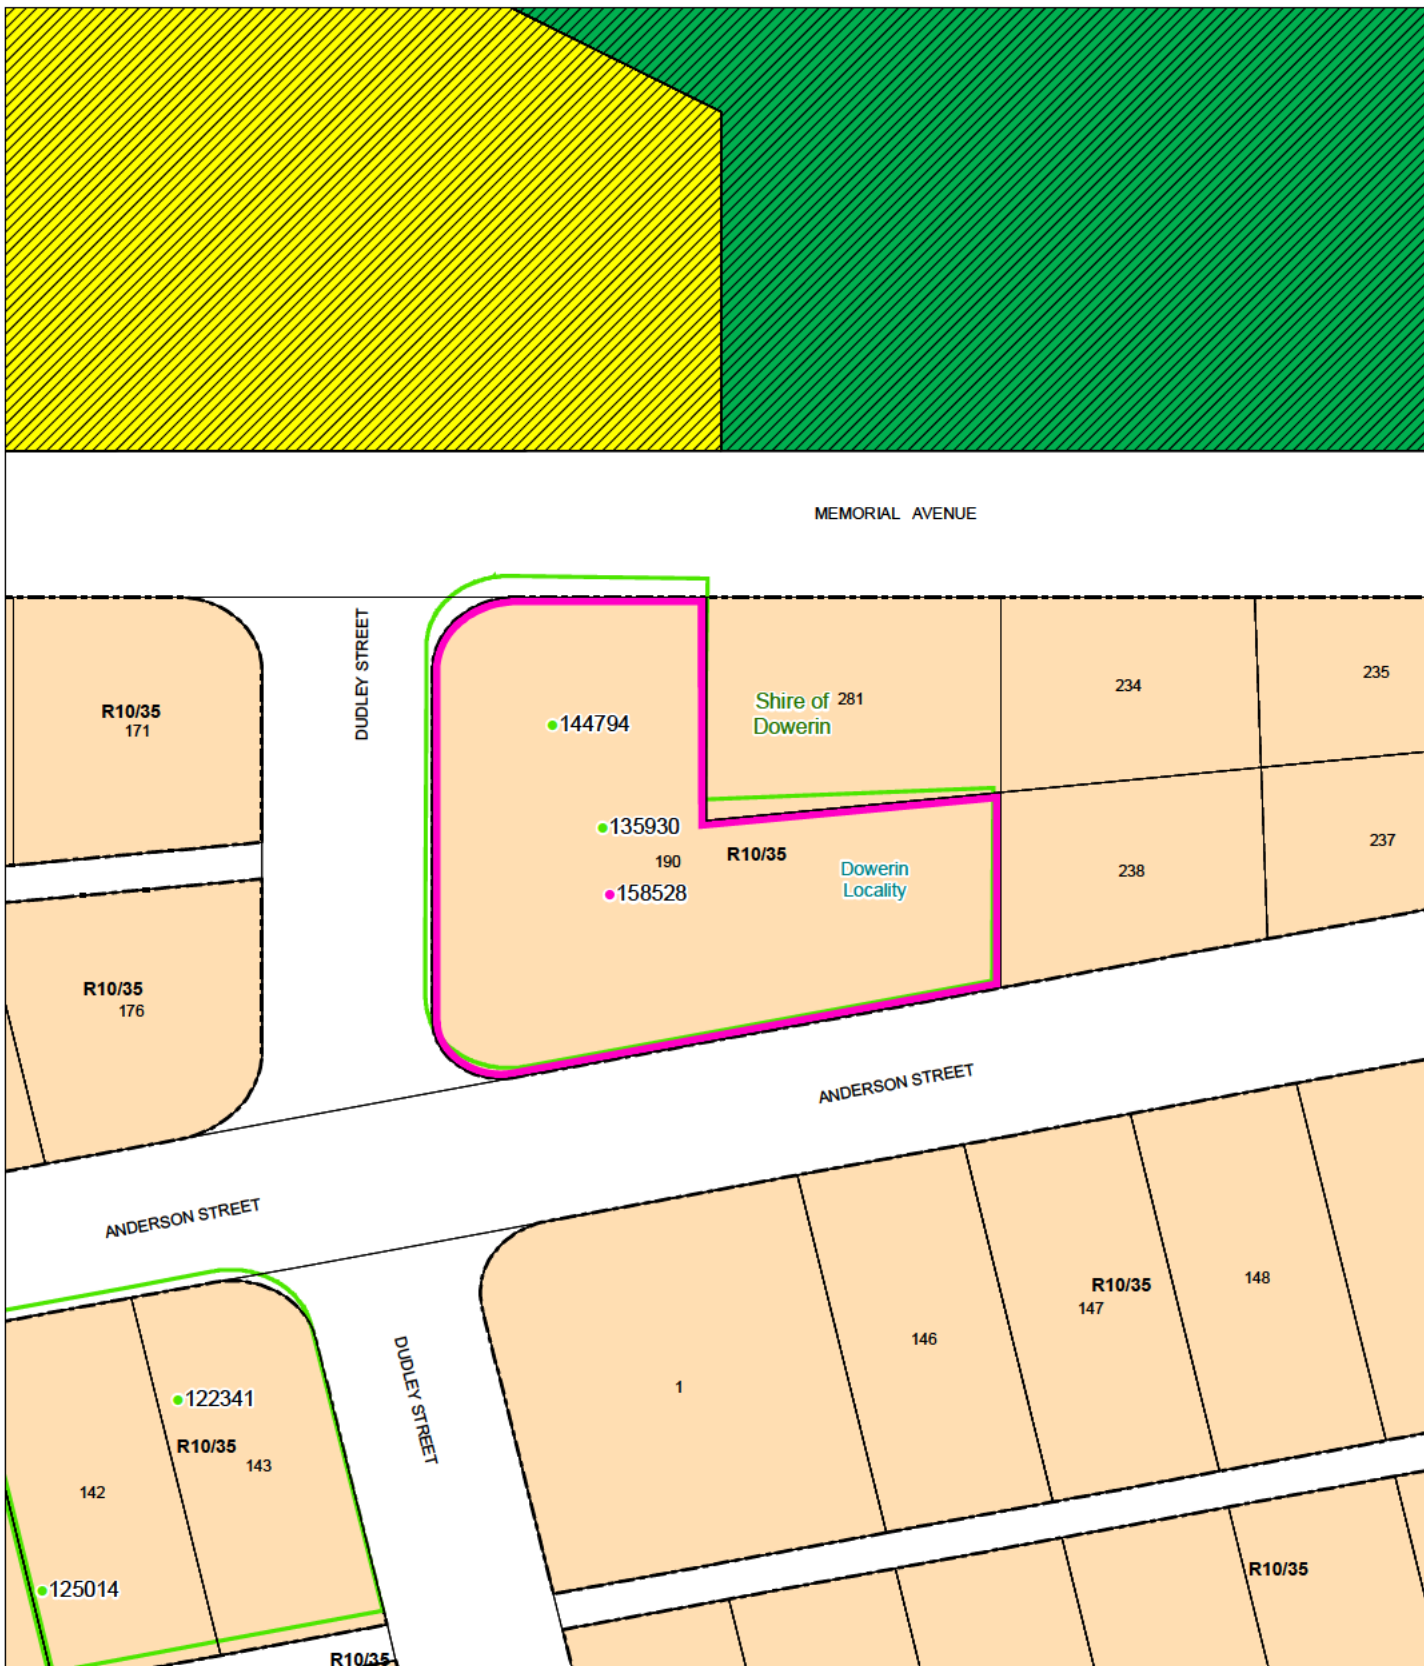 MEMORIAL AVENUE
DUDLEY STREET
R10/35
171
144794
Shire of
Dowerin
281
234
235
135930
190
R10/35
158528
Dowerin
Locality
238
237
R10/35
176
ANDERSON STREET
ANDERSON STREET
R10/35
147
148
146
1
DUDLEY STREET
122341
R10/35
143
142
125014
R10/35
R10/35